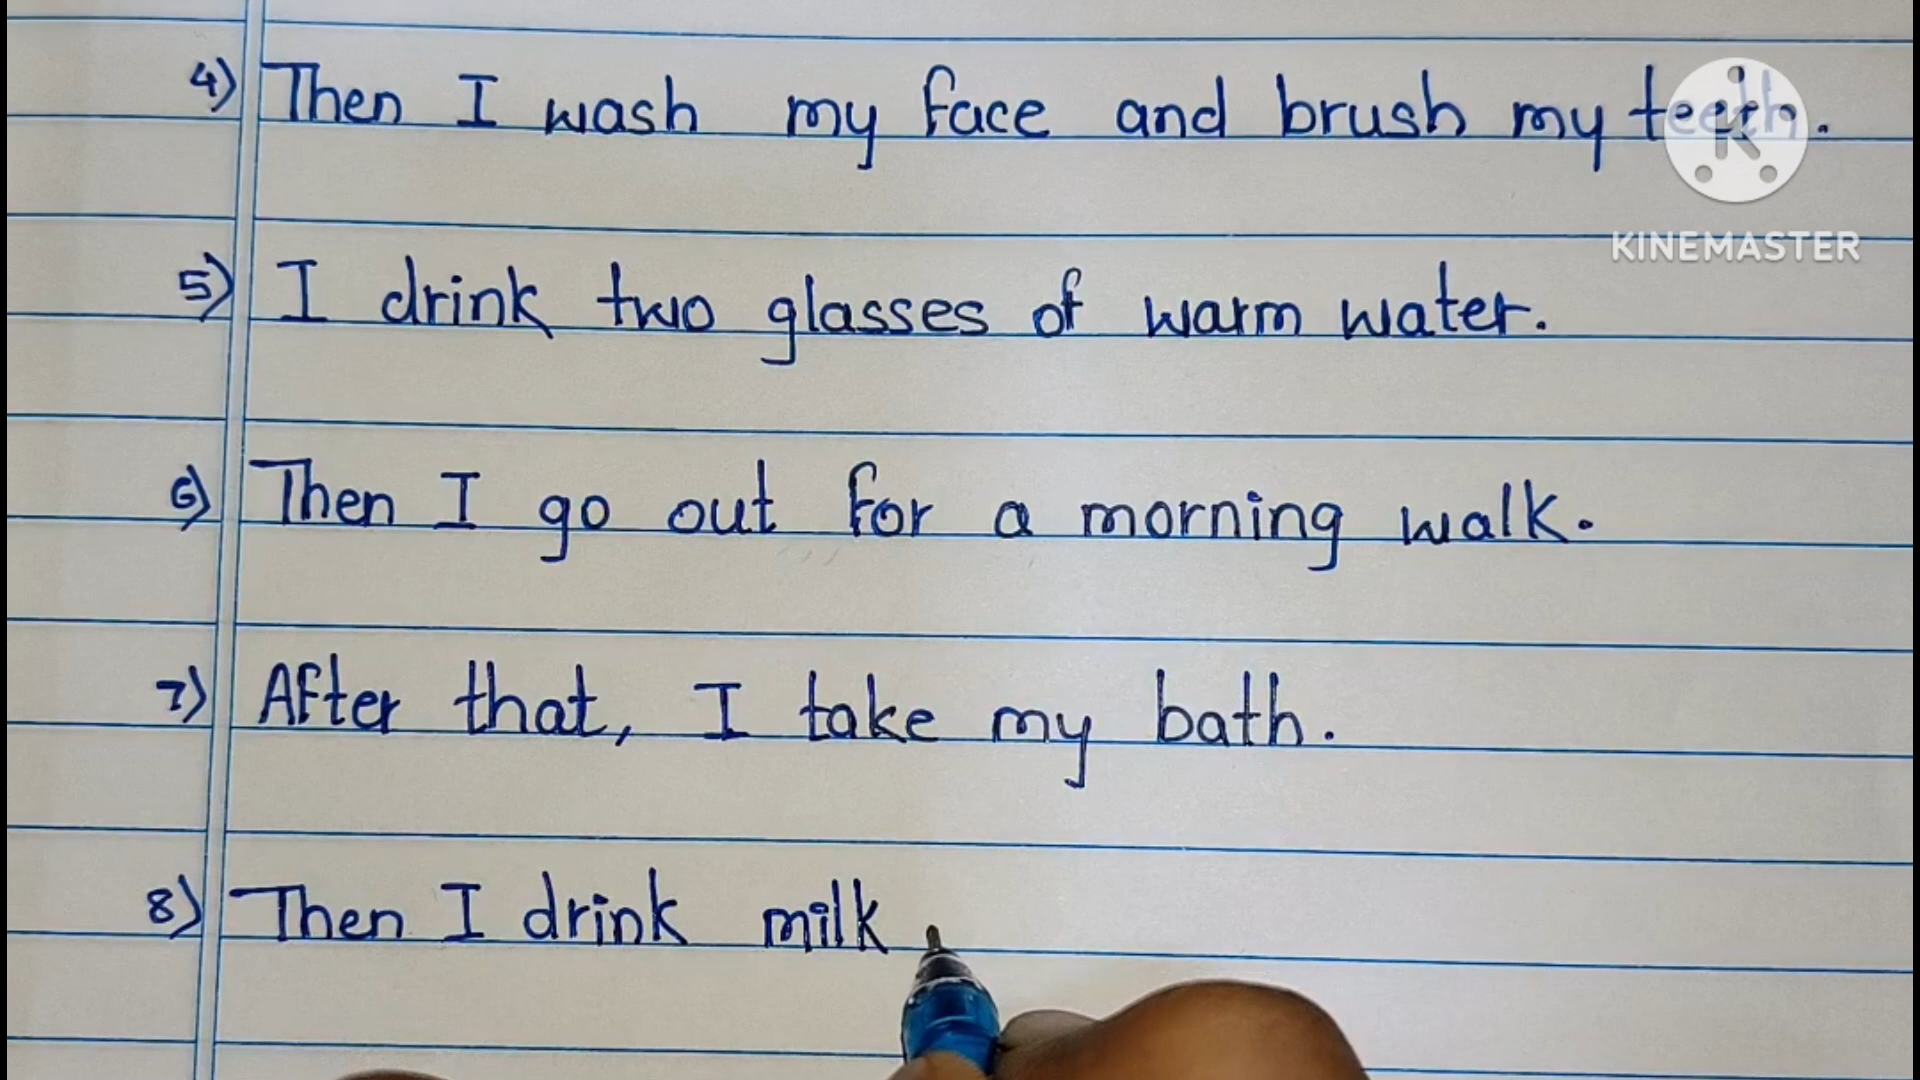 4) Then I wash my face and brush my teeth.
KINEMASTER
5) I drink two glasses of warm water.
6) Then I go out for a morning walk.
7) After that, I take my bath.
8) Then I drink milk